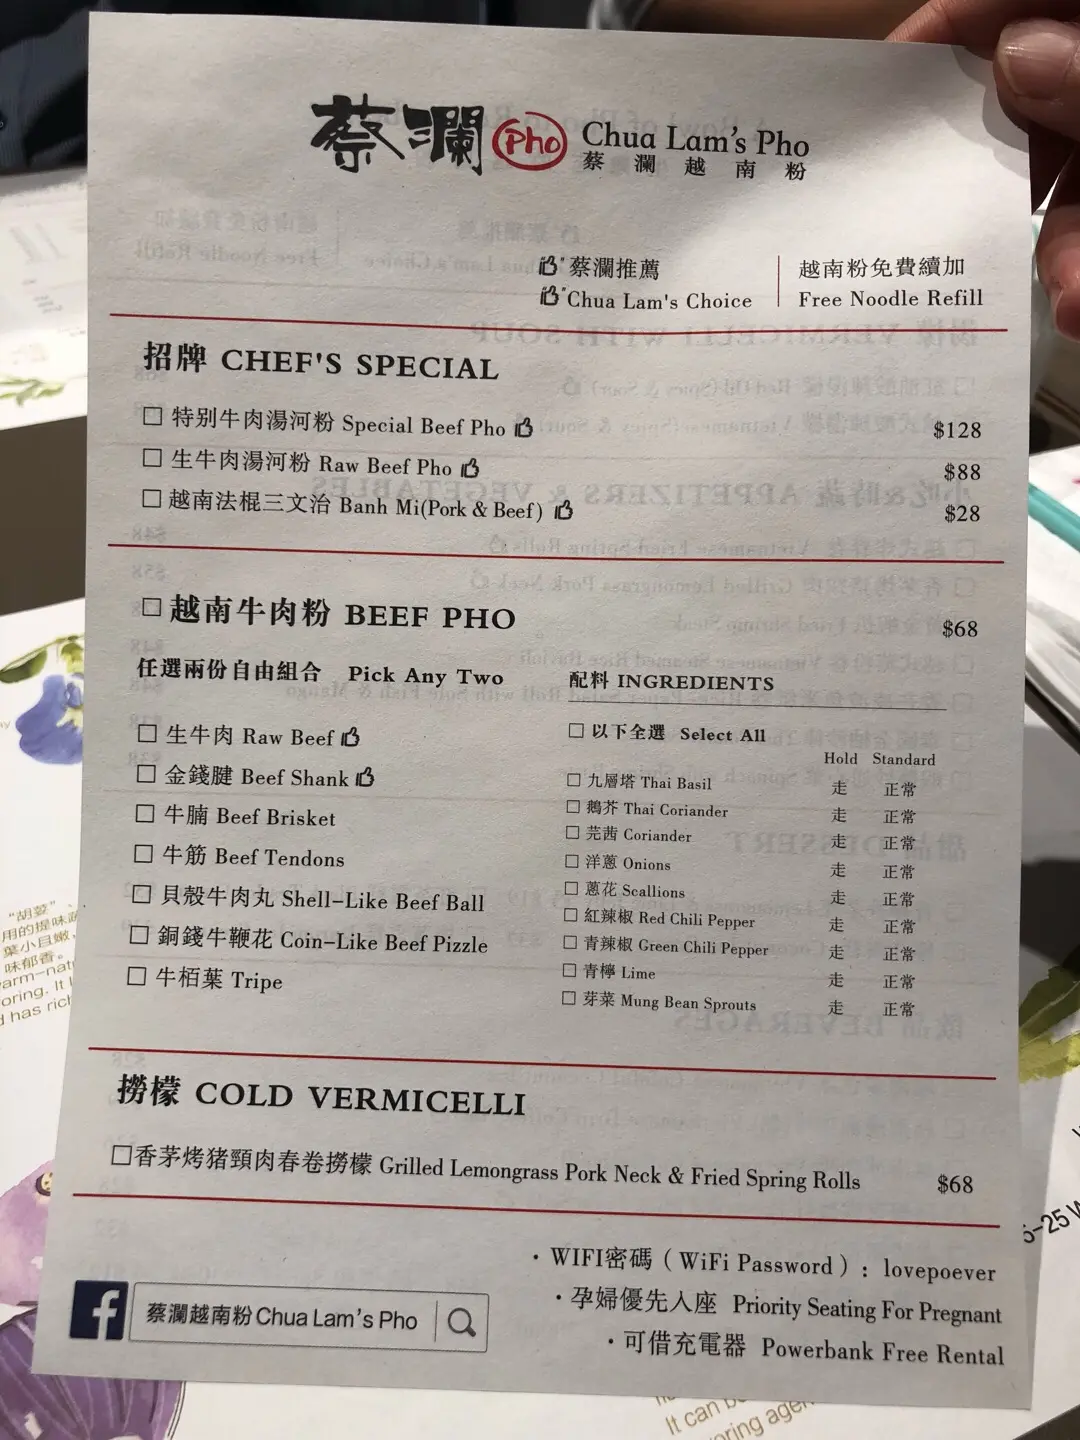 蔡瀾 Pho Chua Lam's Pho
蔡瀾越南粉
蔡瀾推薦
Chua Lam's Choice
越南粉免費續加
Free Noodle Refill
招牌 CHEF'S SPECIAL
特別牛肉湯河粉 Special Beef Pho $128
生牛肉湯河粉 Raw Beef Pho $88
越南法棍三文治 Banh Mi(Pork & Beef) $28
越南牛肉粉 BEEF PHO $68
任選兩份自由組合 Pick Any Two
生牛肉 Raw Beef
金錢腱 Beef Shank
牛腩 Beef Brisket
牛筋 Beef Tendons
貝殼牛肉丸 Shell-Like Beef Ball
銅錢牛鞭花 Coin-Like Beef Pizzle
牛栢葉 Tripe
配料 INGREDIENTS
以下全選 Select All
Hold Standard
九層塔 Thai Basil 走 正常
鵝芥 Thai Coriander 走 正常
芫茜 Coriander 走 正常
洋蔥 Onions 走 正常
蔥花 Scallions 走 正常
紅辣椒 Red Chili Pepper 走 正常
青辣椒 Green Chili Pepper 走 正常
青檸 Lime 走 正常
芽菜 Mung Bean Sprouts 走 正常
撈檬 COLD VERMICELLI
香茅烤猪頸肉春卷撈檬 Grilled Lemongrass Pork Neck & Fried Spring Rolls $68
·WIFI密碼（WiFi Password）：lovepoever
·孕婦優先入座 Priority Seating For Pregnant
·可借充電器 Powerbank Free Rental
f 蔡瀾越南粉 Chua Lam's Pho